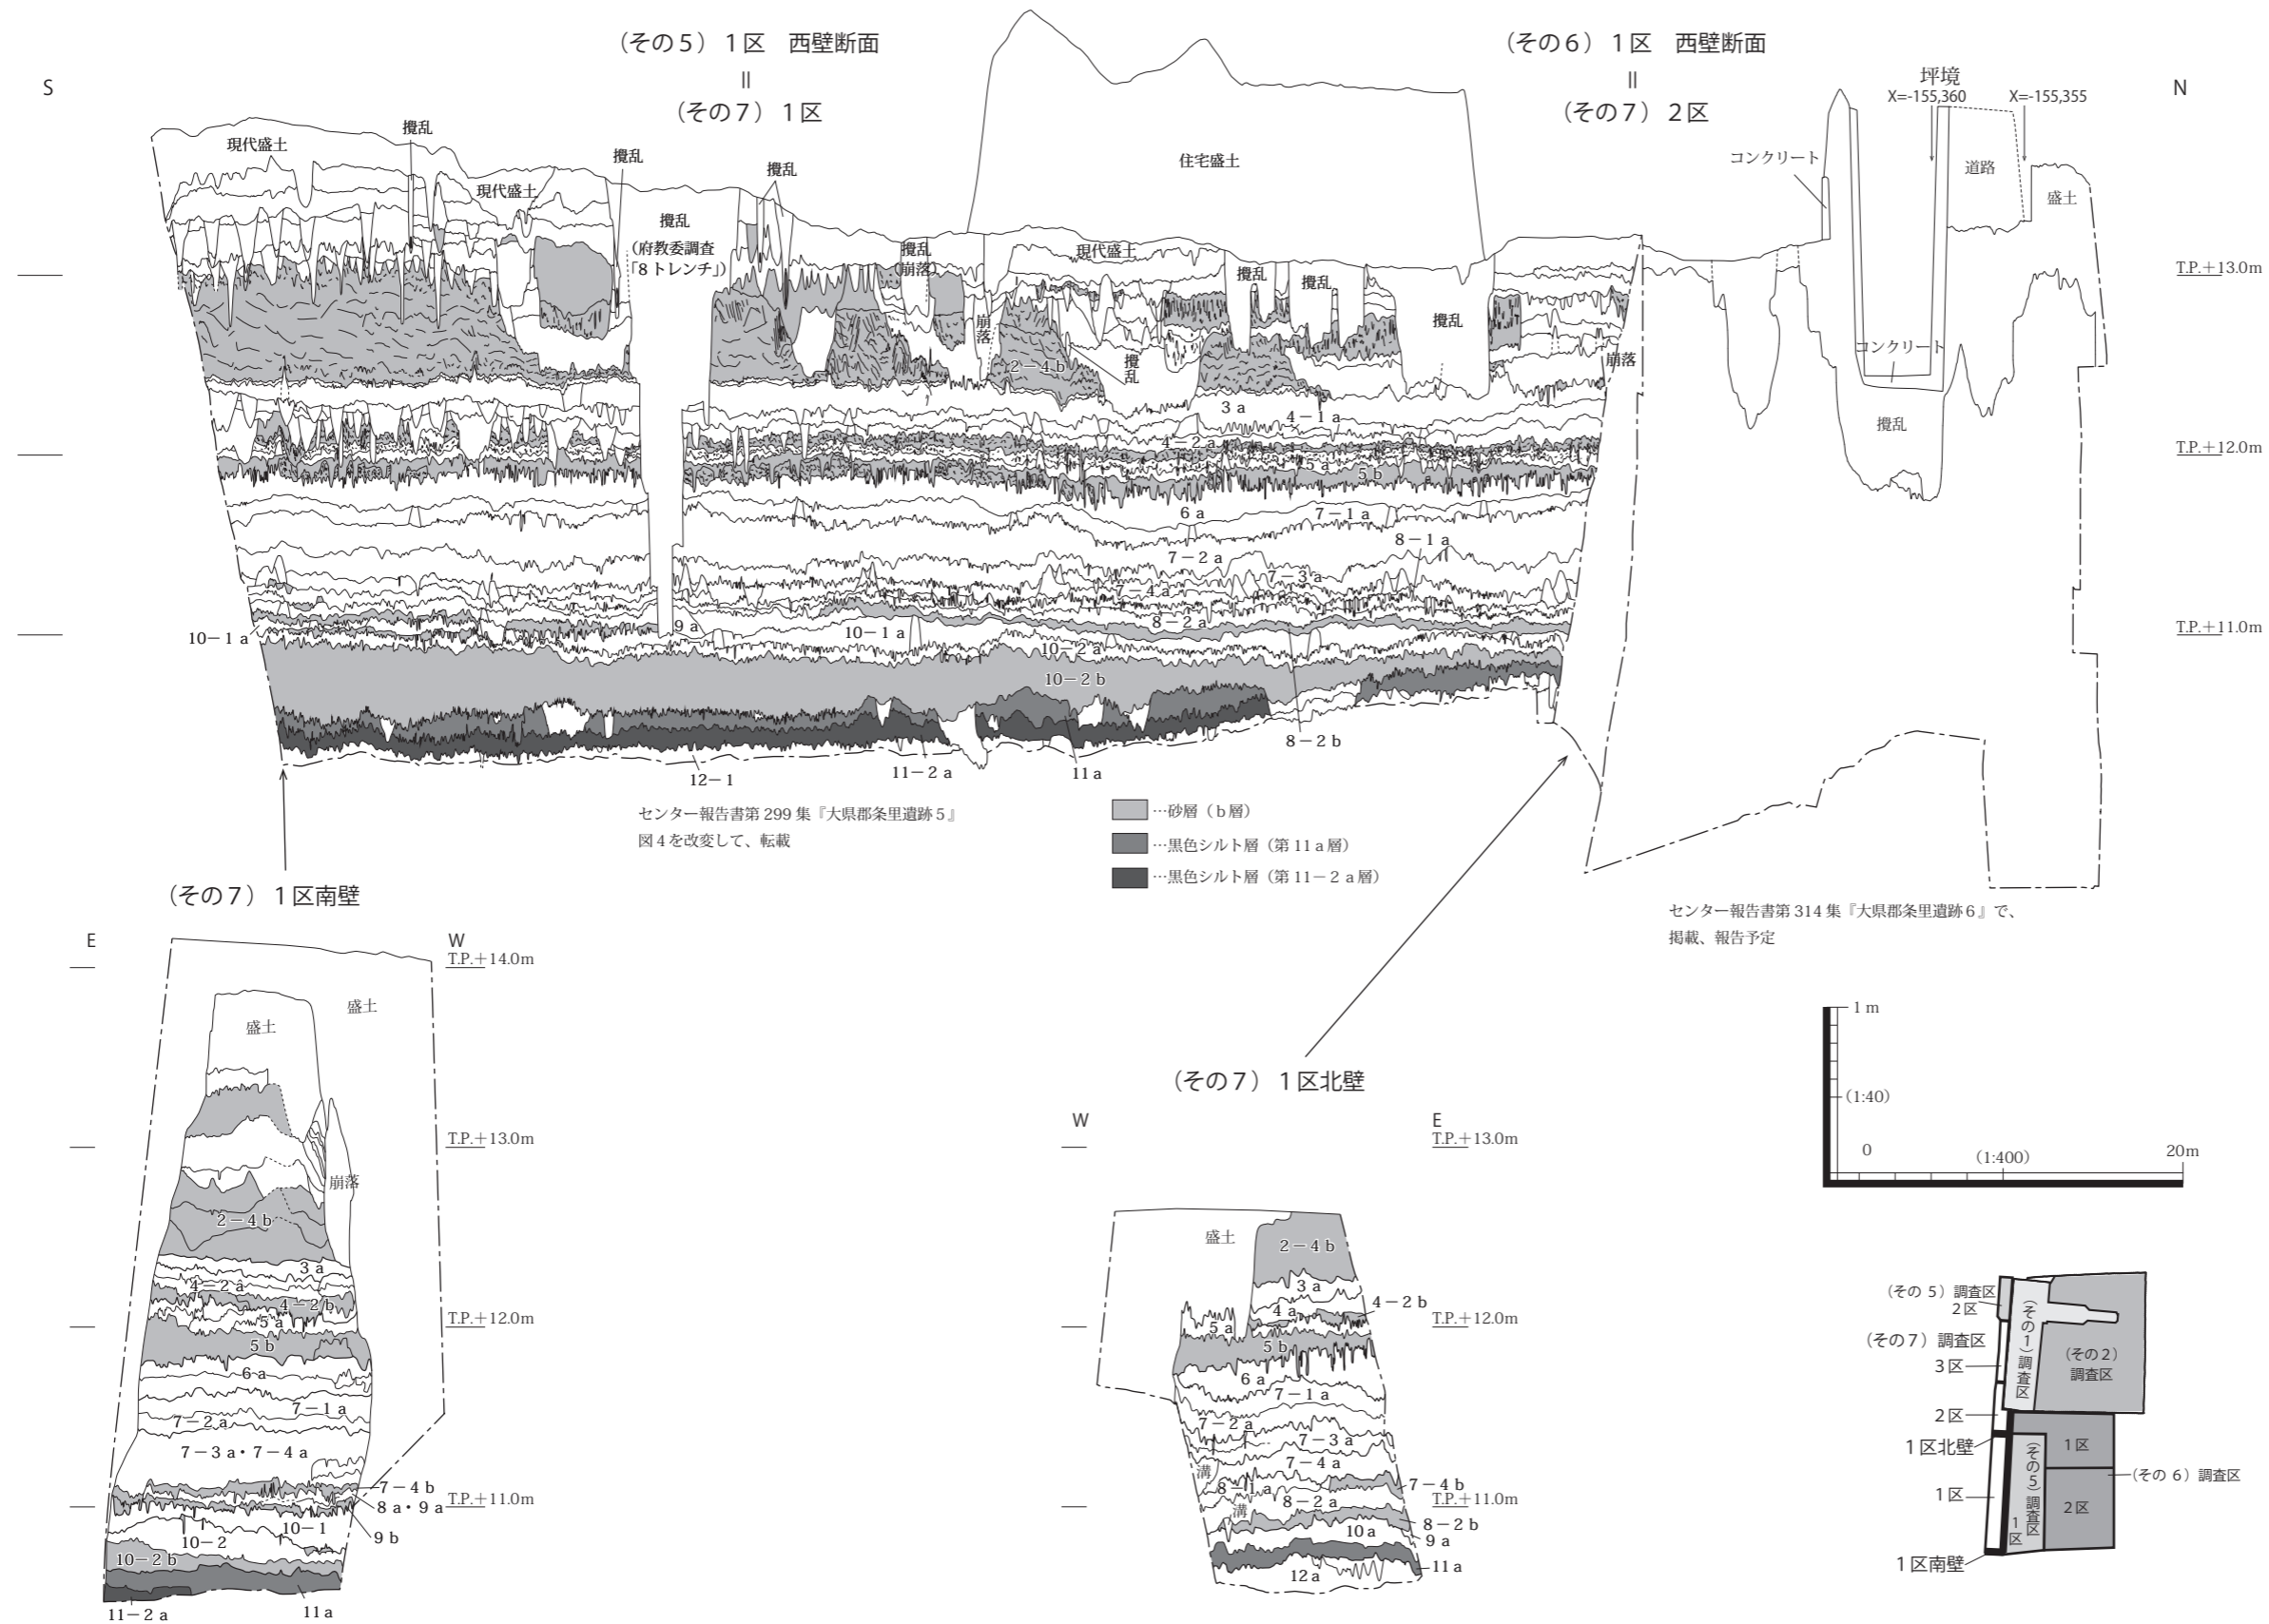 （その５）１区　西壁断面
＝
（その７）１区
（その６）１区　西壁断面
＝
（その７）２区
S
N
坪境
X=-155,360
X=-155,355
現代盛土
攪乱
現代盛土
攪乱
攪乱
（府教委調査
「8 トレンチ」）
攪乱
攪乱
（崩落）
住宅盛土
現代盛土
崩落
攪乱
攪乱
攪乱
攪乱
崩落
コンクリート
コンクリート
道路
盛土
攪乱
T.P.＋13.0m
T.P.＋12.0m
T.P.＋11.0m
2－4 b
3 a
4－1 a
4－2 a
5 a
5 b
6 a
7－1 a
8－1 a
7－2 a
7－3 a
7－4 a
8－2 a
9 a
10－1 a
10－1 a
10－2 a
10－2 b
8－2 b
11－2 a
11 a
12－1
センター報告書第 299 集『大県郡条里遺跡５』
図４を改変して、転載
…砂層（ｂ層）
…黒色シルト層（第 11ａ層）
…黒色シルト層（第 11－２ａ層）
センター報告書第 314 集『大県郡条里遺跡６』で、
掲載、報告予定
（その７）１区南壁
E
W
T.P.＋14.0m
盛土
盛土
T.P.＋13.0m
崩落
2－4 b
3 a
4－2 a
4－2 b
T.P.＋12.0m
5 a
5 b
6 a
7－1 a
7－2 a
7－3 a・7－4 a
7－4 b
8 a・9 a
T.P.＋11.0m
9 b
10－1
10－2
10－2 b
11－2 a
11 a
（その７）１区北壁
W
E
T.P.＋13.0m
盛土
2－4 b
3 a
4 a
4－2 b
T.P.＋12.0m
5 a
5 b
6 a
7－1 a
7－2 a
7－3 a
7－4 a
溝
7－4 b
8－1 a
8－2 a
T.P.＋11.0m
溝
8－2 b
10 a
9 a
11 a
12 a
1 m
(1:40)
0
(1:400)
20m
（その 5）調査区
２区
（その７）調査区
３区
２区
１区北壁
１区
１区南壁
（その１）調査区
（その２）
調査区
（その５）調査区
１区
１区
２区
（その 6）調査区